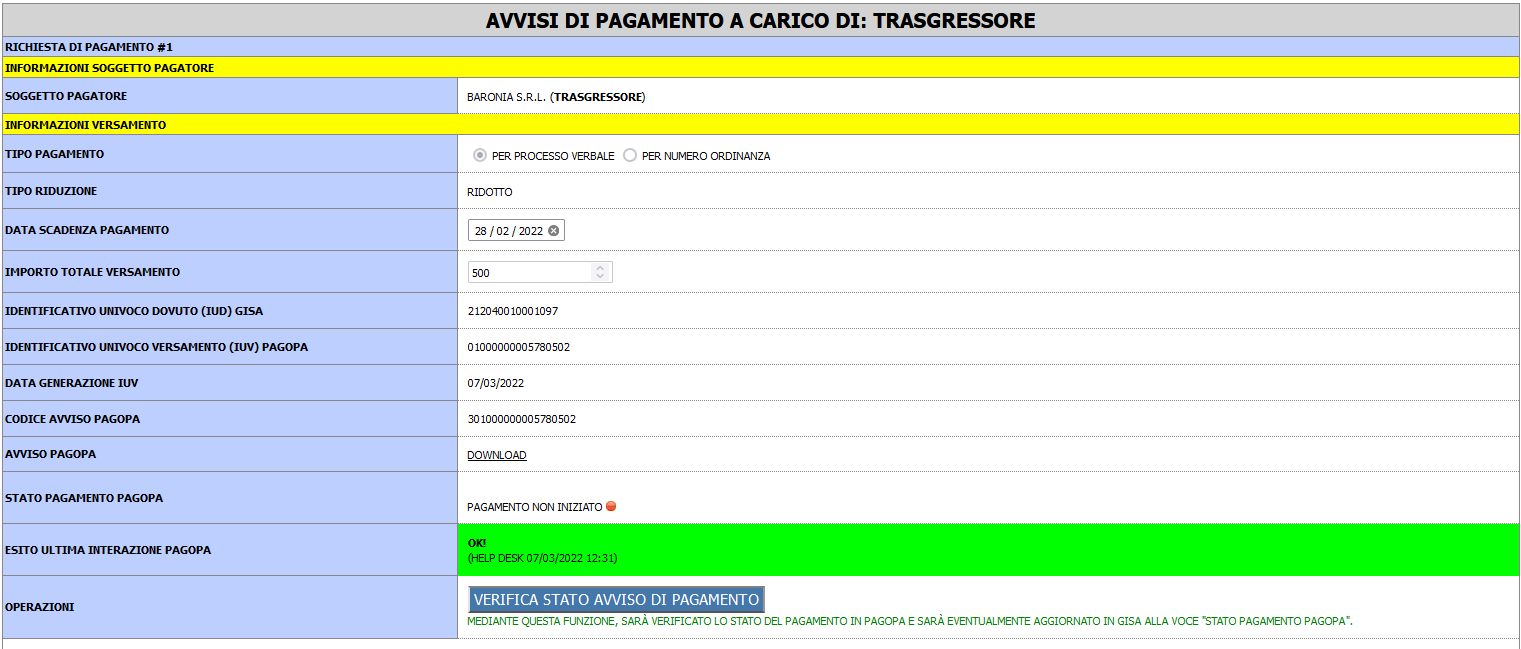 AVVISI DI PAGAMENTO A CARICO DI: TRASGRESSORE
RICHIESTA DI PAGAMENTO #1
INFORMAZIONI SOGGETTO PAGATORE
SOGGETTO PAGATORE BARONIA S.R.L. (TRASGRESSORE)
INFORMAZIONI VERSAMENTO
TIPO PAGAMENTO PER PROCESSO VERBALE PER NUMERO ORDINANZA
TIPO RIDUZIONE RIDOTTO
DATA SCADENZA PAGAMENTO 28 / 02 / 2022
IMPORTO TOTALE VERSAMENTO 500
IDENTIFICATIVO UNIVOCO DOVUTO (IUD) GISA 212040010001097
IDENTIFICATIVO UNIVOCO VERSAMENTO (IUV) PAGOPA 01000000005780502
DATA GENERAZIONE IUV 07/03/2022
CODICE AVVISO PAGOPA 301000000005780502
AVVISO PAGOPA DOWNLOAD
STATO PAGAMENTO PAGOPA PAGAMENTO NON INIZIATO
ESITO ULTIMA INTERAZIONE PAGOPA OK!
(HELP DESK 07/03/2022 12:31)
OPERAZIONI VERIFICA STATO AVVISO DI PAGAMENTO
MEDIANTE QUESTA FUNZIONE, SARÀ VERIFICATO LO STATO DEL PAGAMENTO IN PAGOPA E SARÀ EVENTUALMENTE AGGIORNATO IN GISA ALLA VOCE "STATO PAGAMENTO PAGOPA".